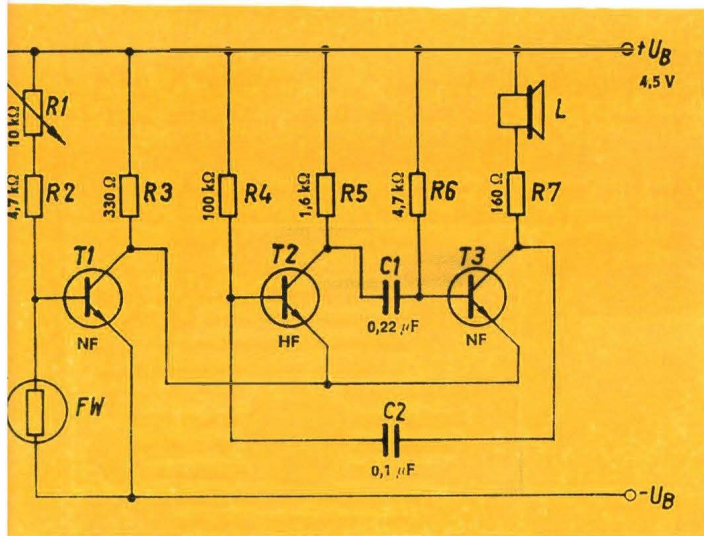 +U_B
4,5 V
R1
10 kΩ
R2
4,7 kΩ
R3
330 Ω
R4
100 kΩ
R5
1,6 kΩ
R6
4,7 kΩ
L
R7
160 Ω
T1
NF
T2
HF
C1
0,22 µF
T3
NF
FW
C2
0,1 µF
-U_B